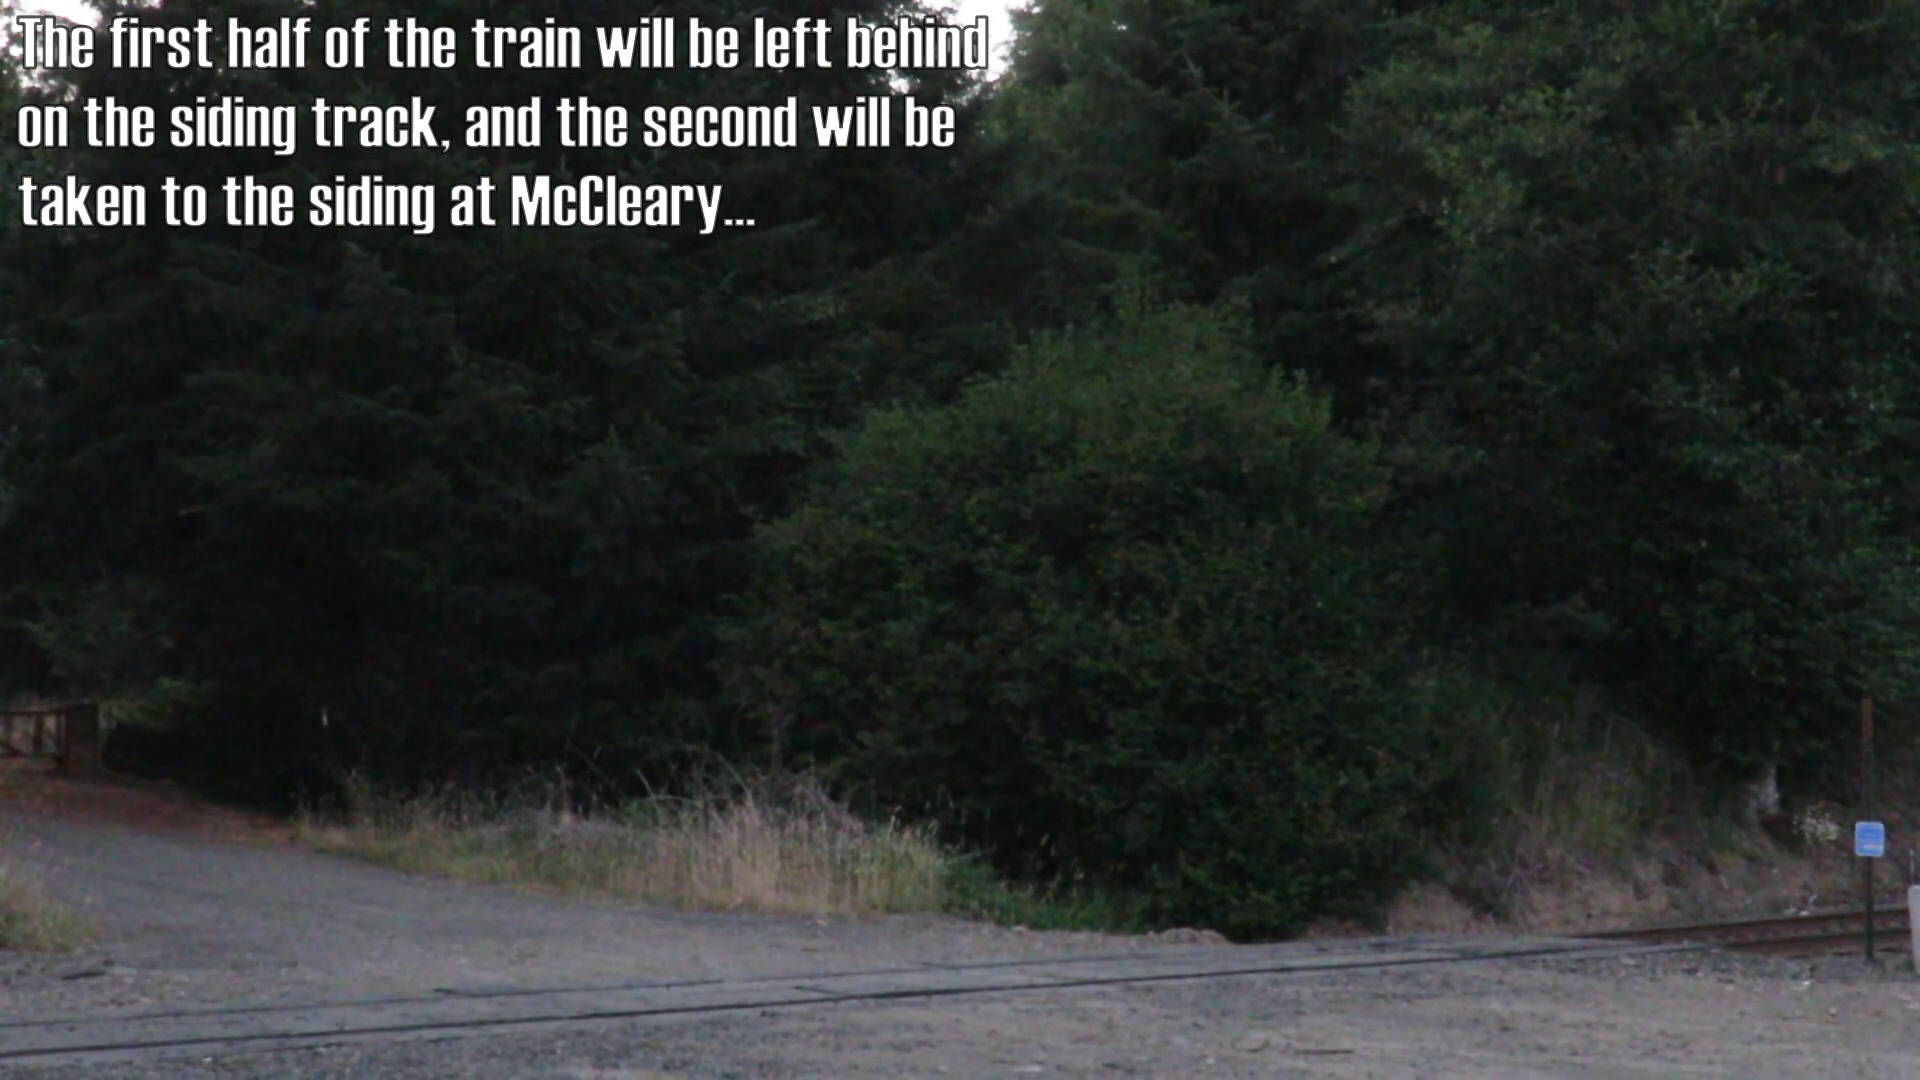 The first half of the train will be left behind
on the siding track, and the second will be
taken to the siding at McCleary...